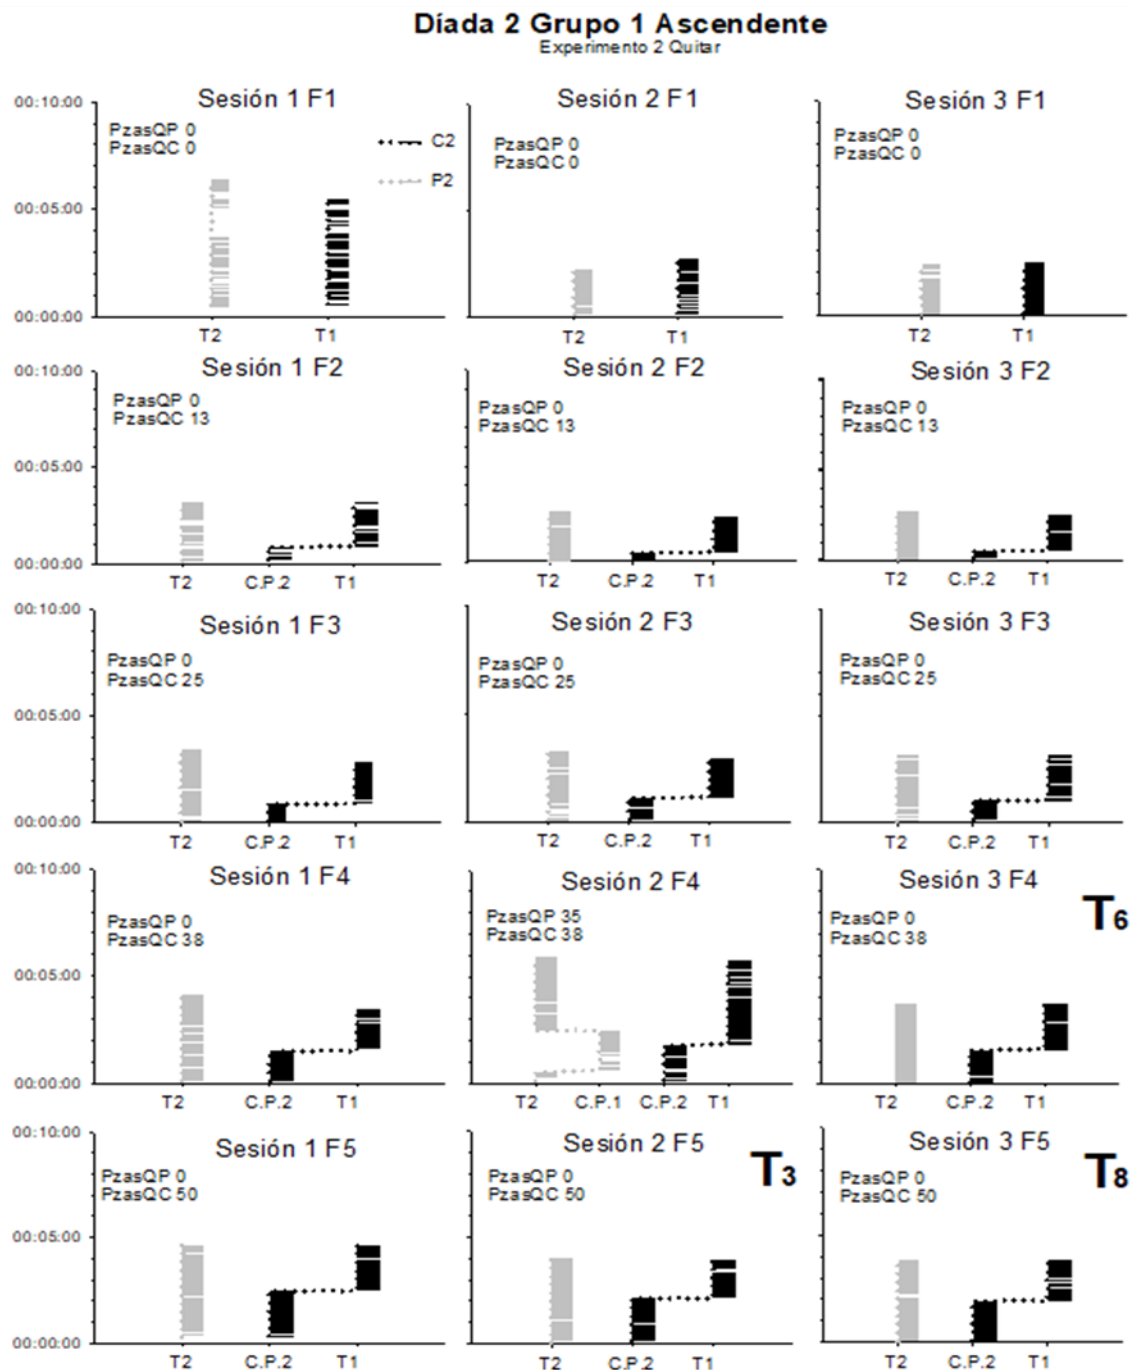 Díada 2 Grupo 1 Ascendente
Experimento 2 Quitar
Sesión 1 F1
Sesión 2 F1
Sesión 3 F1
00:10:00
00:05:00
00:00:00
PzasQP 0
PzasQC 0
C2
P2
PzasQP 0
PzasQC 0
PzasQP 0
PzasQC 0
T2 T1
T2 T1
T2 T1
Sesión 1 F2
Sesión 2 F2
Sesión 3 F2
00:10:00
00:05:00
00:00:00
PzasQP 0
PzasQC 13
PzasQP 0
PzasQC 13
PzasQP 0
PzasQC 13
T2 C.P.2 T1
T2 C.P.2 T1
T2 C.P.2 T1
Sesión 1 F3
Sesión 2 F3
Sesión 3 F3
00:10:00
00:05:00
00:00:00
PzasQP 0
PzasQC 25
PzasQP 0
PzasQC 25
PzasQP 0
PzasQC 25
T2 C.P.2 T1
T2 C.P.2 T1
T2 C.P.2 T1
Sesión 1 F4
Sesión 2 F4
Sesión 3 F4
00:10:00
00:05:00
00:00:00
PzasQP 0
PzasQC 38
PzasQP 35
PzasQC 38
PzasQP 0
PzasQC 38
T6
T2 C.P.2 T1
T2 C.P.1 C.P.2 T1
T2 C.P.2 T1
Sesión 1 F5
Sesión 2 F5
Sesión 3 F5
00:10:00
00:05:00
00:00:00
PzasQP 0
PzasQC 50
PzasQP 0
PzasQC 50
T3
PzasQP 0
PzasQC 50
T8
T2 C.P.2 T1
T2 C.P.2 T1
T2 C.P.2 T1